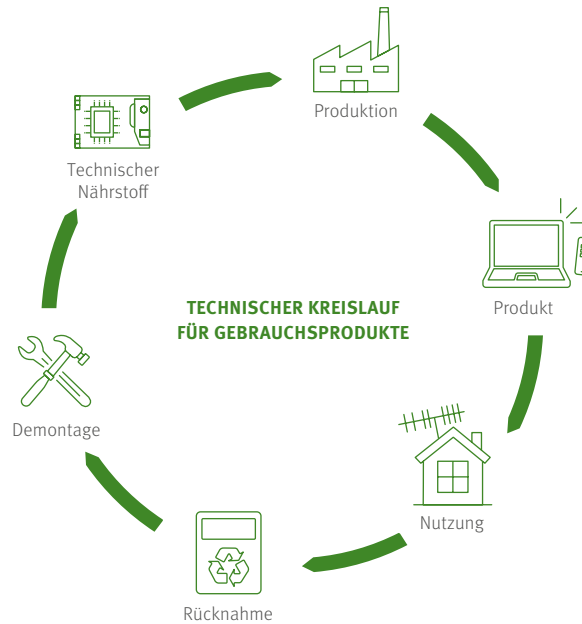 Produktion
Technischer
Nährstoff
Produkt
TECHNISCHER KREISLAUF
FÜR GEBRAUCHSPRODUKTE
Demontage
Nutzung
Rücknahme